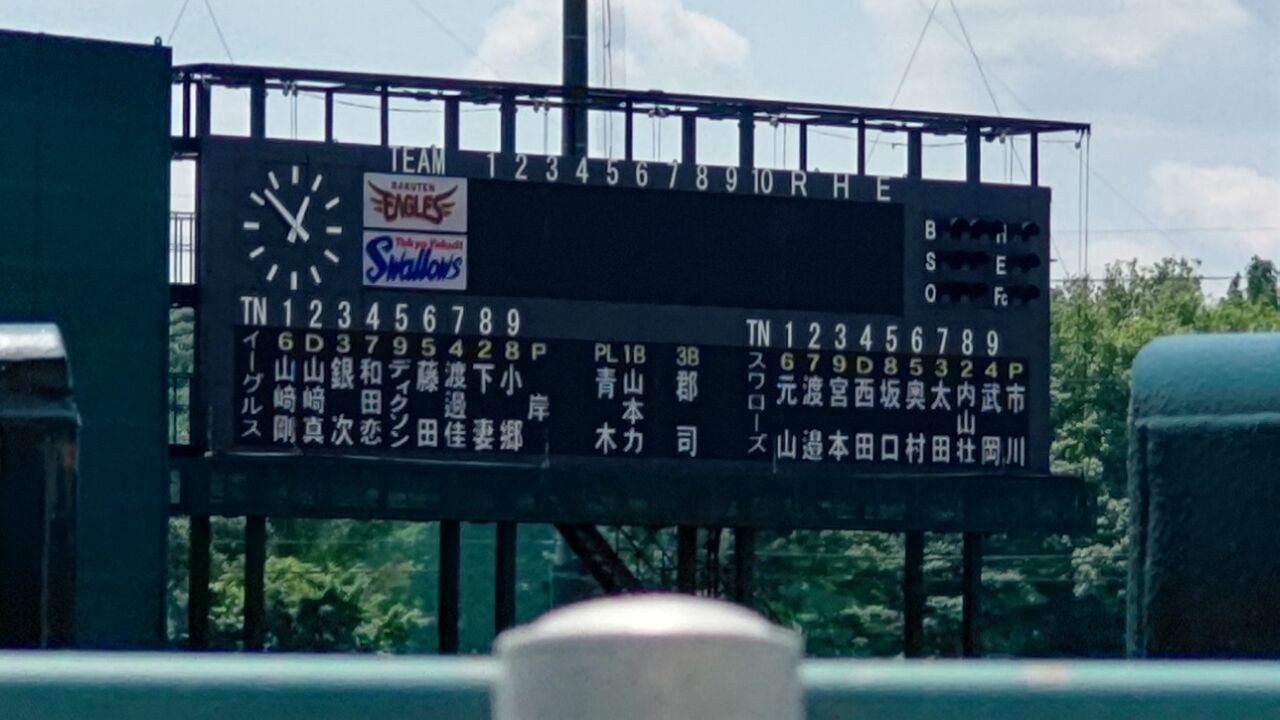 TEAM 1 2 3 4 5 6 7 8 9 10 R H E
RAKUTEN
EAGLES
Tokyo Yakult
Swallows
B H
S E
O Fc
TN 1 2 3 4 5 6 7 8 9
イーグルス
6 山﨑剛
D 山﨑真
3 銀次
7 和田恋
9 ディクソン
5 藤田
4 渡邉佳
2 下妻
8 小郷
P 岸
PL 青木
1B 山本力
3B 郡司
TN 1 2 3 4 5 6 7 8 9
スワローズ
6 元山
7 渡邉
9 宮本
D 西田
8 坂口
5 奥村
3 太田
2 内山壮
4 武岡
P 市川